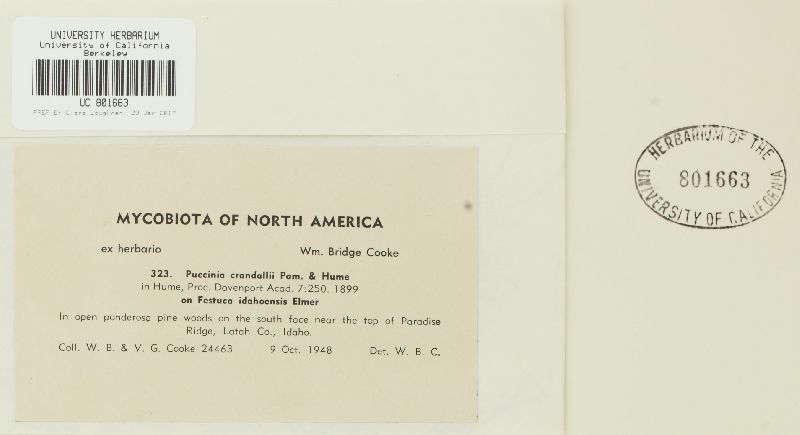 UNIVERSITY HERBARIUM
University of California
Berkeley
UC 801663
HERBARIUM OF THE
801663
UNIVERSITY OF CALIFORNIA
MYCOBIOTA OF NORTH AMERICA
ex herbario Wm. Bridge Cooke
323. Puccinia crandallii Pam. & Hume
in Hume, Proc. Davenport Acad. 7:250. 1899
on Festuca idahoensis Elmer
In open ponderosa pine woods on the south face near the top of Paradise
Ridge, Latah Co., Idaho.
Coll. W. B. & V. G. Cooke 24463 9 Oct. 1948 Det. W. B. C.